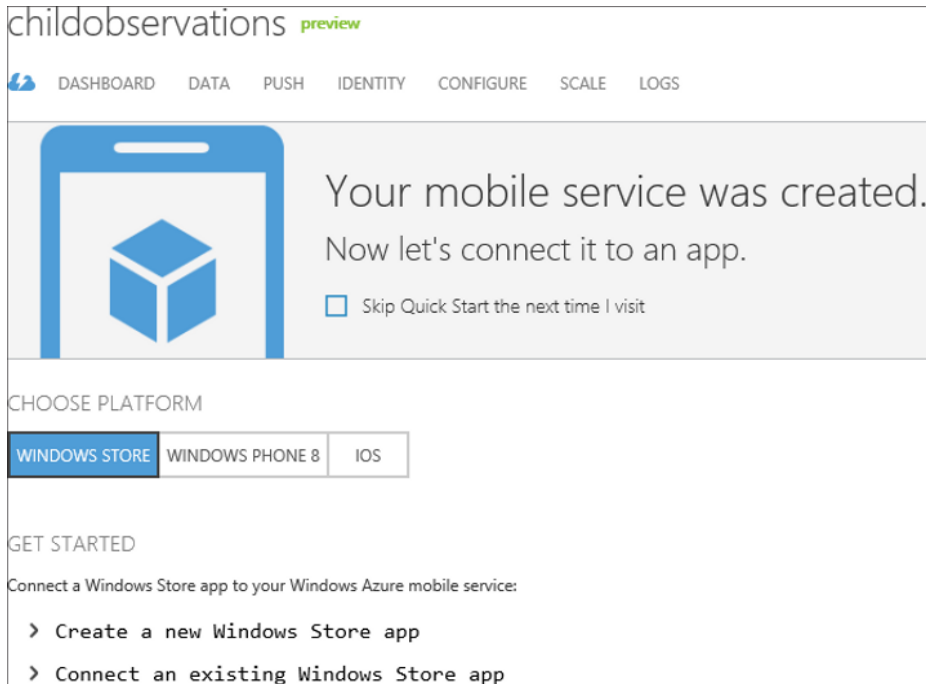 childobservations preview
DASHBOARD DATA PUSH IDENTITY CONFIGURE SCALE LOGS
Your mobile service was created.
Now let's connect it to an app.
Skip Quick Start the next time I visit
CHOOSE PLATFORM
WINDOWS STORE WINDOWS PHONE 8 IOS
GET STARTED
Connect a Windows Store app to your Windows Azure mobile service:
Create a new Windows Store app
Connect an existing Windows Store app